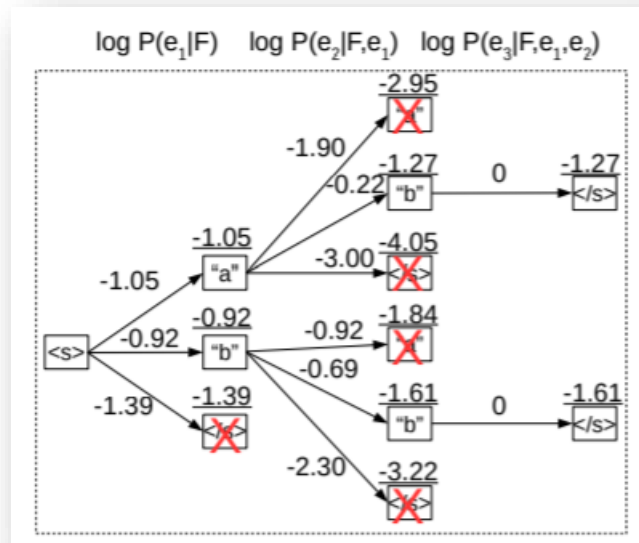 log P(e1|F) log P(e2|F,e1) log P(e3|F,e1,e2)
-2.95
“a”
-1.90
-1.27
-1.27
-0.22
“b”
0
</s>
-1.05
-4.05
“a”
-3.00
</s>
-1.05
-0.92
-1.84
<s>
-0.92
“b”
-0.92
“a”
-0.69
-1.39
-1.39
-1.61
-1.61
</s>
“b”
0
</s>
-2.30
-3.22
</s>